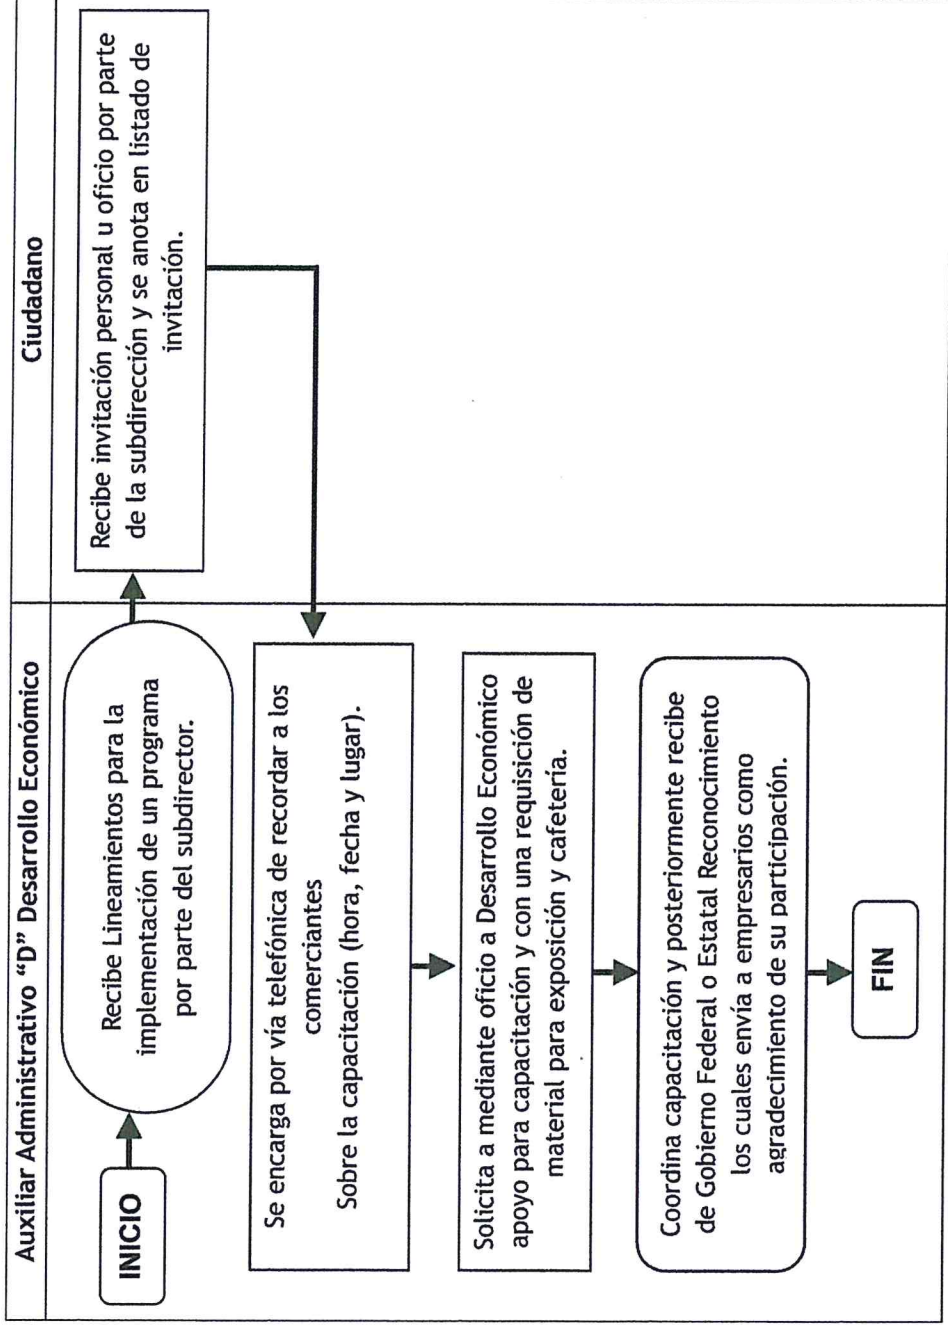 Auxiliar Administrativo “D” Desarrollo Económico
Ciudadano
INICIO
Recibe Lineamientos para la
implementación de un programa
por parte del subdirector.
Recibe invitación personal u oficio por parte
de la subdirección y se anota en listado de
invitación.
Se encarga por vía telefónica de recordar a los
comerciantes
Sobre la capacitación (hora, fecha y lugar).
Solicita a mediante oficio a Desarrollo Económico
apoyo para capacitación y con una requisición de
material para exposición y cafetería.
Coordina capacitación y posteriormente recibe
de Gobierno Federal o Estatal Reconocimiento
los cuales envía a empresarios como
agradecimiento de su participación.
FIN